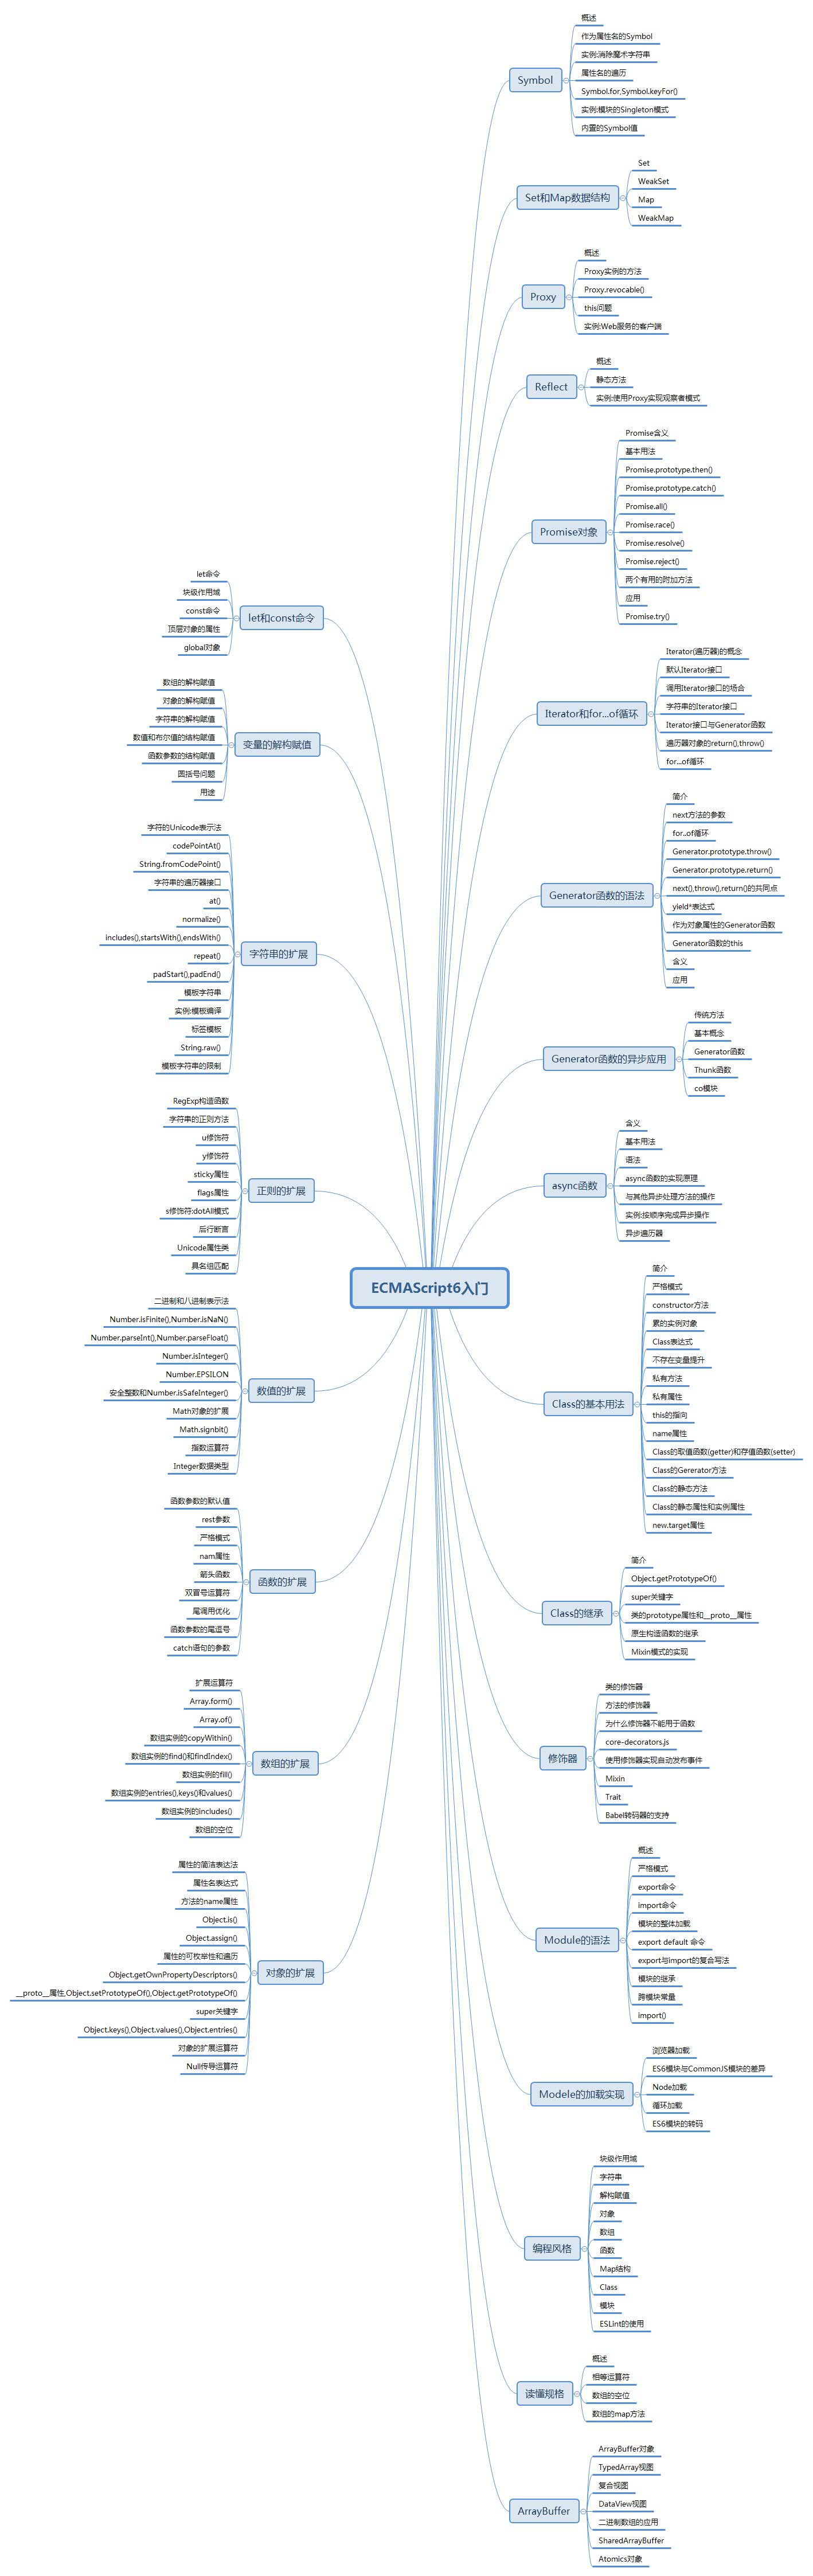 ECMAScript6入门
let和const命令
let命令
块级作用域
const命令
顶层对象的属性
global对象
变量的解构赋值
数组的解构赋值
对象的解构赋值
字符串的解构赋值
数值和布尔值的结构赋值
函数参数的结构赋值
圆括号问题
用途
字符串的扩展
字符的Unicode表示法
codePointAt()
String.fromCodePoint()
字符串的遍历器接口
at()
normalize()
includes(),startsWith(),endsWith()
repeat()
padStart(),padEnd()
模板字符串
实例:模板编译
标签模板
String.raw()
模板字符串的限制
正则的扩展
RegExp构造函数
字符串的正则方法
u修饰符
y修饰符
sticky属性
flags属性
s修饰符:dotAll模式
后行断言
Unicode属性类
具名组匹配
数值的扩展
二进制和八进制表示法
Number.isFinite(),Number.isNaN()
Number.parseInt(),Number.parseFloat()
Number.isInteger()
Number.EPSILON
安全整数和Number.isSafeInteger()
Math对象的扩展
Math.signbit()
指数运算符
Integer数据类型
函数的扩展
函数参数的默认值
rest参数
严格模式
nam属性
箭头函数
双冒号运算符
尾调用优化
函数参数的尾逗号
catch语句的参数
数组的扩展
扩展运算符
Array.form()
Array.of()
数组实例的copyWithin()
数组实例的find()和findIndex()
数组实例的fill()
数组实例的entries(),keys()和values()
数组实例的includes()
数组的空位
对象的扩展
属性的简洁表达法
属性名表达式
方法的name属性
Object.is()
Object.assign()
属性的可枚举性和遍历
Object.getOwnPropertyDescriptors()
__proto__属性,Object.setPrototypeOf(),Object.getPrototypeOf()
super关键字
Object.keys(),Object.values(),Object.entries()
对象的扩展运算符
Null传导运算符
Symbol
概述
作为属性名的Symbol
实例:消除魔术字符串
属性名的遍历
Symbol.for,Symbol.keyFor()
实例:模块的Singleton模式
内置的Symbol值
Set和Map数据结构
Set
WeakSet
Map
WeakMap
Proxy
概述
Proxy实例的方法
Proxy.revocable()
this问题
实例:Web服务的客户端
Reflect
概述
静态方法
实例:使用Proxy实现观察者模式
Promise对象
Promise含义
基本用法
Promise.prototype.then()
Promise.prototype.catch()
Promise.all()
Promise.race()
Promise.resolve()
Promise.reject()
两个有用的附加方法
应用
Promise.try()
Iterator和for...of循环
Iterator(遍历器)的概念
默认Iterator接口
调用Iterator接口的场合
字符串的Iterator接口
Iterator接口与Generator函数
遍历器对象的return(),throw()
for...of循环
Generator函数的语法
简介
next方法的参数
for..of循环
Generator.prototype.throw()
Generator.prototype.return()
next(),throw(),return()的共同点
yield*表达式
作为对象属性的Generator函数
Generator函数的this
含义
应用
Generator函数的异步应用
传统方法
基本概念
Generator函数
Thunk函数
co模块
async函数
含义
基本用法
语法
async函数的实现原理
与其他异步处理方法的操作
实例:按顺序完成异步操作
异步遍历器
Class的基本用法
简介
严格模式
constructor方法
累的实例对象
Class表达式
不存在变量提升
私有方法
私有属性
this的指向
name属性
Class的取值函数(getter)和存值函数(setter)
Class的Gererator方法
Class的静态方法
Class的静态属性和实例属性
new.target属性
Class的继承
简介
Object.getPrototypeOf()
super关键字
类的prototype属性和__proto__属性
原生构造函数的继承
Mixin模式的实现
修饰器
类的修饰器
方法的修饰器
为什么修饰器不能用于函数
core-decorators.js
使用修饰器实现自动发布事件
Mixin
Trait
Babel转码器的支持
Module的语法
概述
严格模式
export命令
import命令
模块的整体加载
export default 命令
export与import的复合写法
模块的继承
跨模块常量
import()
Modele的加载实现
浏览器加载
ES6模块与CommonJS模块的差异
Node加载
循环加载
ES6模块的转码
编程风格
块级作用域
字符串
解构赋值
对象
数组
函数
Map结构
Class
模块
ESLint的使用
读懂规格
概述
相等运算符
数组的空位
数组的map方法
ArrayBuffer
ArrayBuffer对象
TypedArray视图
复合视图
DataView视图
二进制数组的应用
SharedArrayBuffer
Atomics对象